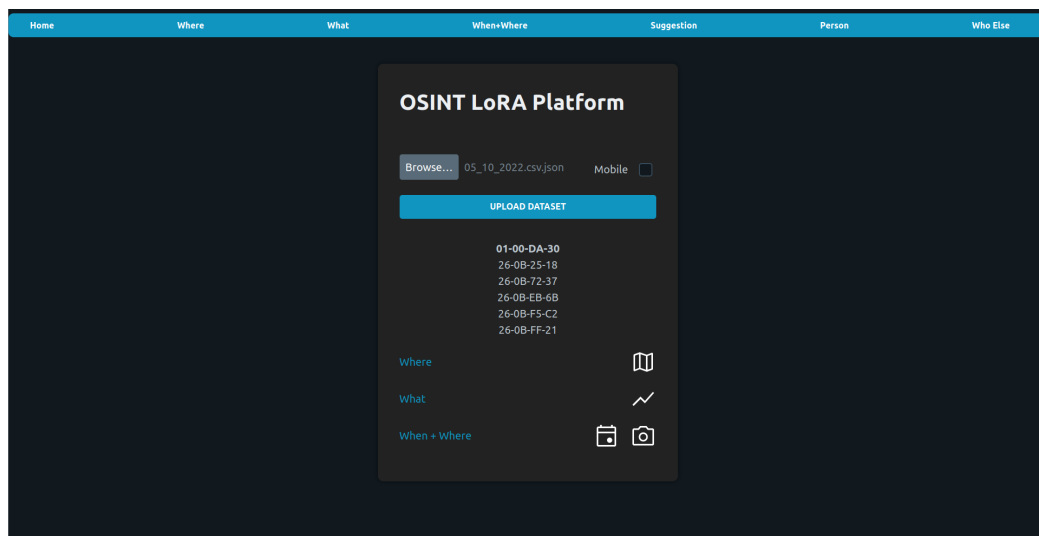 Home Where What When+Where Suggestion Person Who Else
OSINT LoRA Platform
Browse... 05_10_2022.csv.json Mobile
UPLOAD DATASET
01-00-DA-30
26-0B-25-18
26-0B-72-37
26-0B-EB-6B
26-0B-F5-C2
26-0B-FF-21
Where
What
When + Where